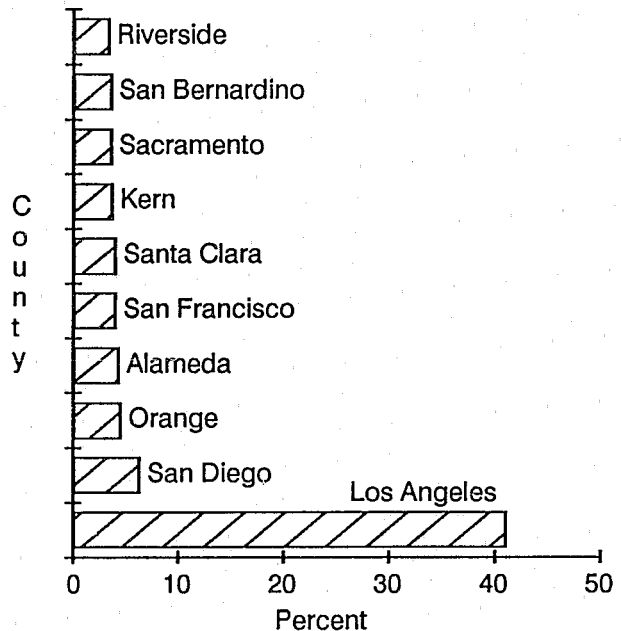 Riverside
San Bernardino
Sacramento
Kern
Santa Clara
San Francisco
Alameda
Orange
San Diego
Los Angeles
County
0 10 20 30 40 50
Percent